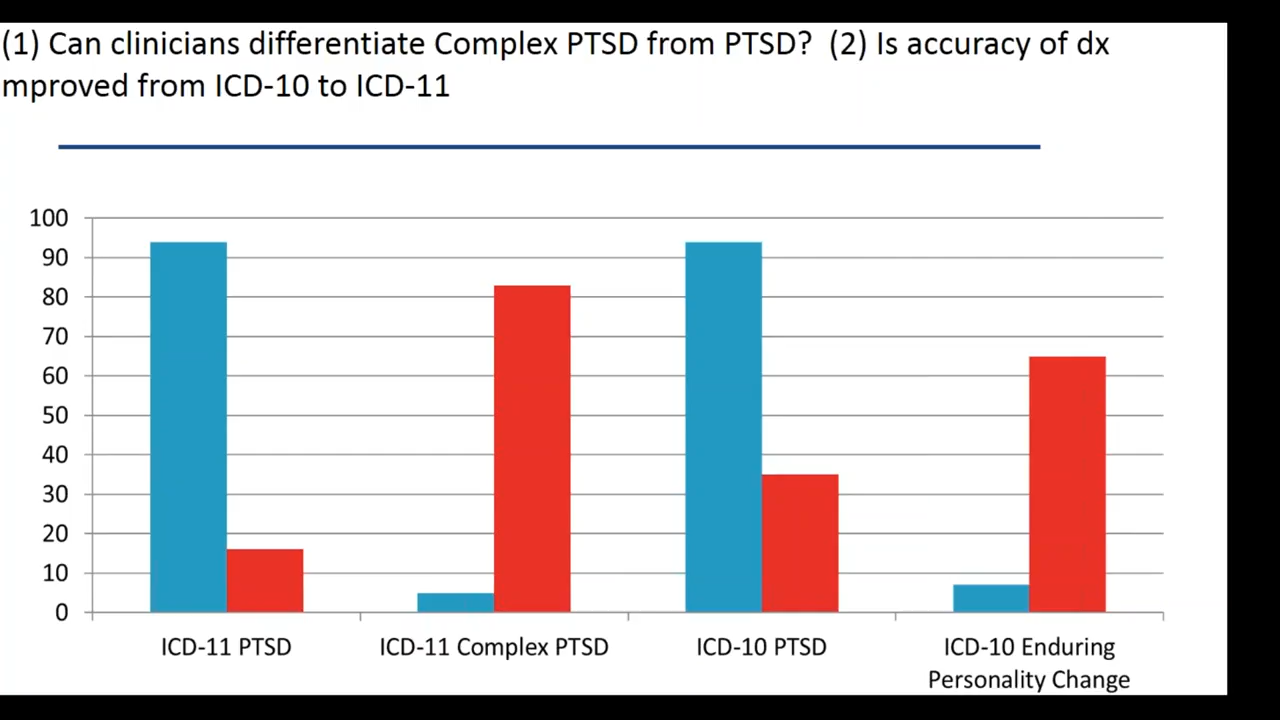 (1) Can clinicians differentiate Complex PTSD from PTSD? (2) Is accuracy of dx
mproved from ICD-10 to ICD-11
100
90
80
70
60
50
40
30
20
10
0
ICD-11 PTSD
ICD-11 Complex PTSD
ICD-10 PTSD
ICD-10 Enduring
Personality Change